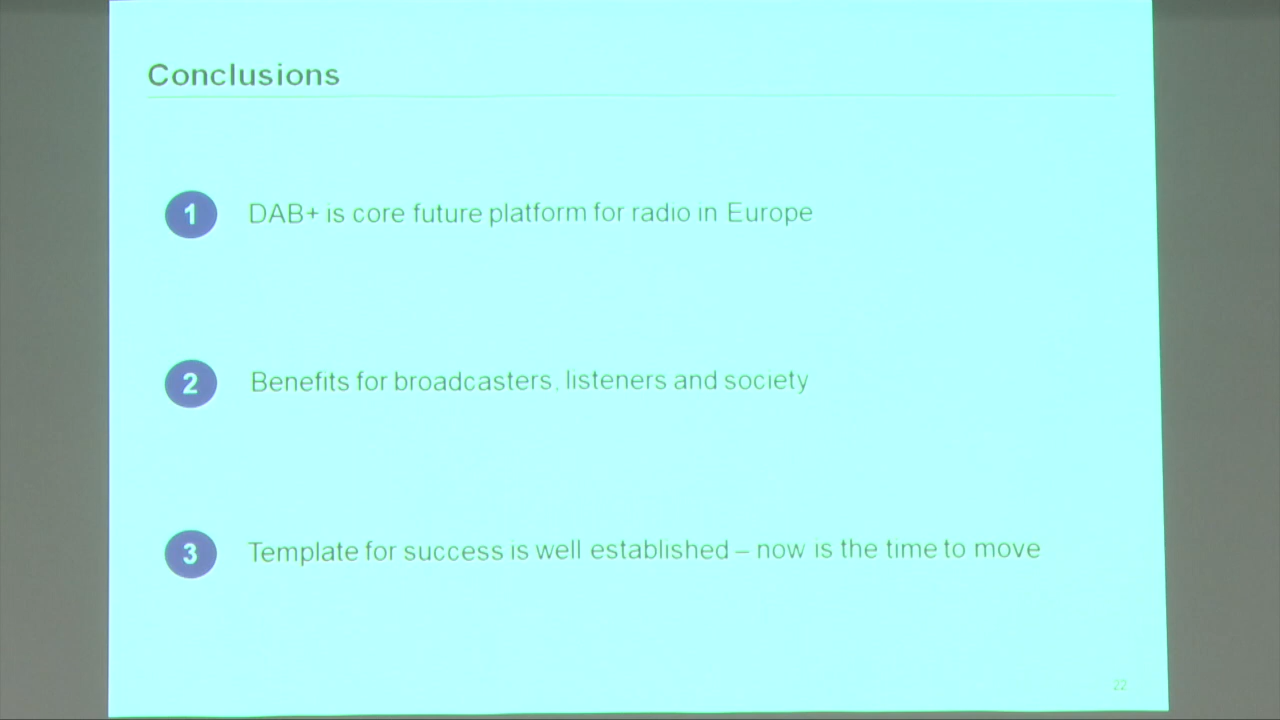 Conclusions
1 DAB+ is core future platform for radio in Europe
2 Benefits for broadcasters, listeners and society
3 Template for success is well established – now is the time to move
22